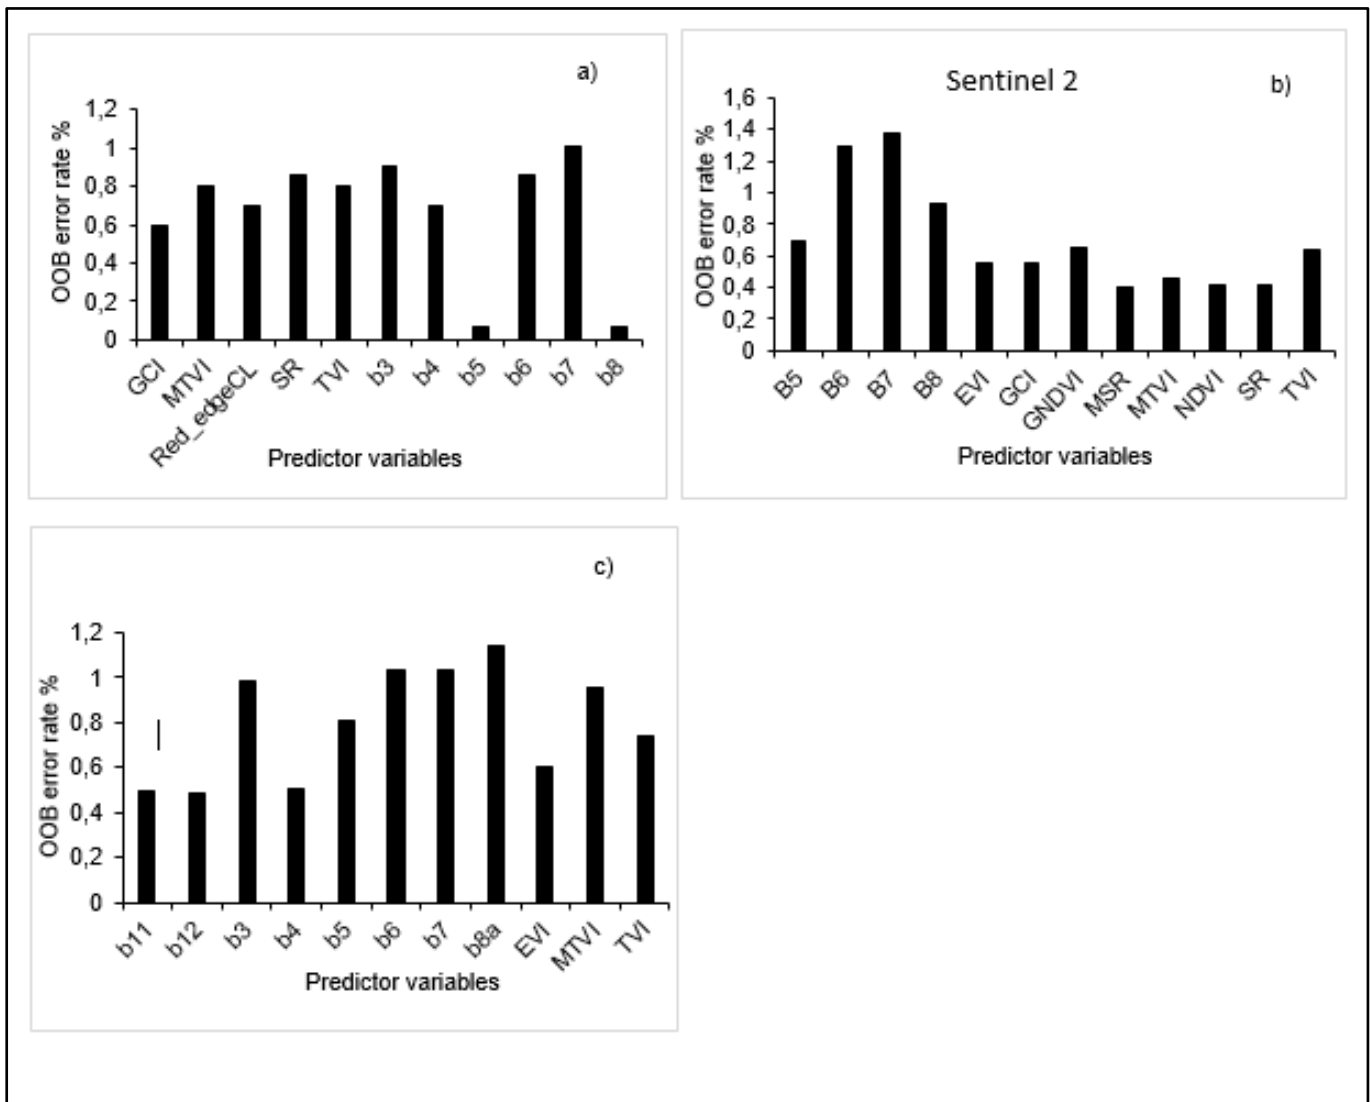 a)
OOB error rate %
1,2
1
0,8
0,6
0,4
0,2
0
GCI
MTVI
Red_edgeCL
SR
TVI
b3
b4
b5
b6
b7
b8
Predictor variables
Sentinel 2
b)
OOB error rate %
1,6
1,4
1,2
1
0,8
0,6
0,4
0,2
0
B5
B6
B7
B8
EVI
GCI
GNDVI
MSR
MTVI
NDVI
SR
TVI
Predictor variables
c)
OOB error rate %
1,2
1
0,8
0,6
0,4
0,2
0
b11
b12
b3
b4
b5
b6
b7
b8a
EVI
MTVI
TVI
Predictor variables